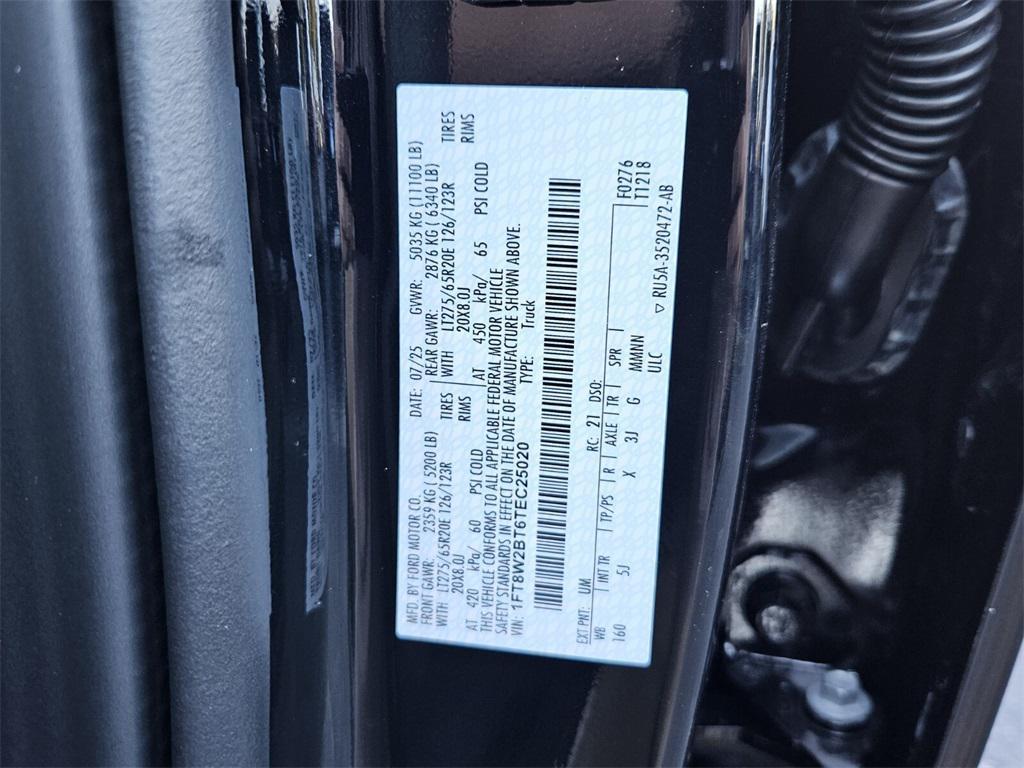 MFD. BY FORD MOTOR CO.
DATE: 07/25 GVWR: 5035 KG (11100 LB)
FRONT GAWR: 2359 KG ( 5200 LB) REAR GAWR: 2876 KG ( 6340 LB)
WITH LT275/65R20E 126/123R TIRES WITH LT275/65R20E 126/123R TIRES
20X8.0J RIMS 20X8.0J RIMS
AT 420 kPa/ 60 PSI COLD AT 450 kPa/ 65 PSI COLD
THIS VEHICLE CONFORMS TO ALL APPLICABLE FEDERAL MOTOR VEHICLE
SAFETY STANDARDS IN EFFECT ON THE DATE OF MANUFACTURE SHOWN ABOVE.
VIN: 1FT8W2BT6TEC25020 TYPE: Truck
EXT PNT: UM RC: 21 DSO: F0276
WB INT TR TP/PS R AXLE TR SPR T1218
160 5J X 3J G MMNN
ULC RU5A-3520472-AB